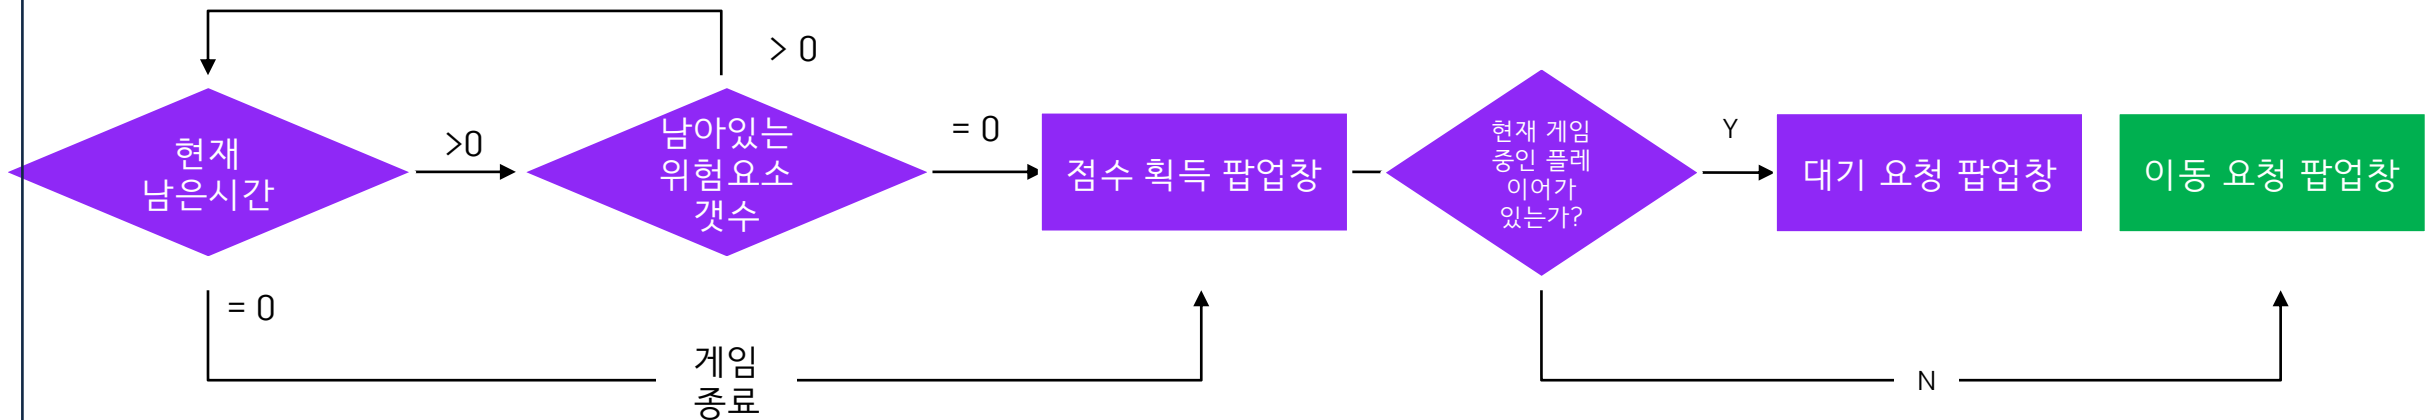 > 0
현재
남은시간
>0
남아있는
위험요소
갯수
= 0
점수 획득 팝업창
현재 게임
중인 플레
이어가
있는가?
Y
대기 요청 팝업창
이동 요청 팝업창
= 0
게임
종료
N